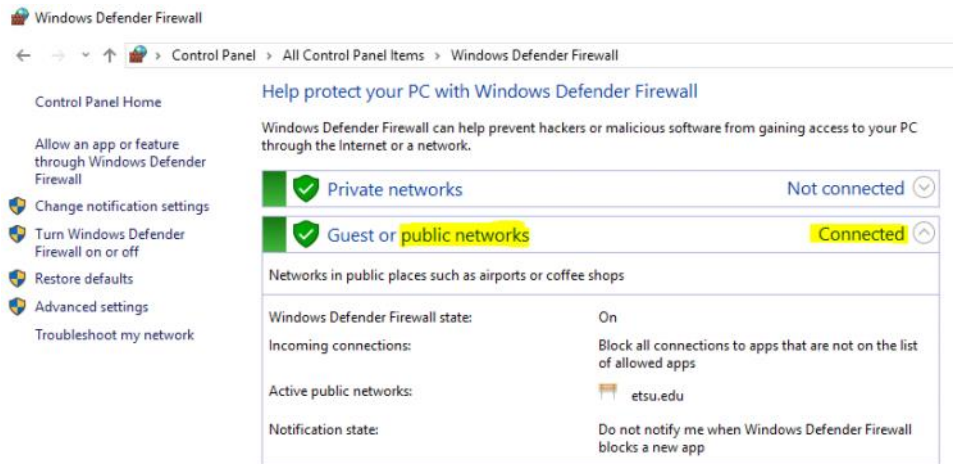 Windows Defender Firewall
Control Panel > All Control Panel Items > Windows Defender Firewall
Control Panel Home
Allow an app or feature
through Windows Defender
Firewall
Change notification settings
Turn Windows Defender
Firewall on or off
Restore defaults
Advanced settings
Troubleshoot my network
Help protect your PC with Windows Defender Firewall
Windows Defender Firewall can help prevent hackers or malicious software from gaining access to your PC
through the Internet or a network.
Private networks Not connected
Guest or public networks Connected
Networks in public places such as airports or coffee shops
Windows Defender Firewall state: On
Incoming connections: Block all connections to apps that are not on the list
of allowed apps
Active public networks: etsu.edu
Notification state: Do not notify me when Windows Defender Firewall
blocks a new app